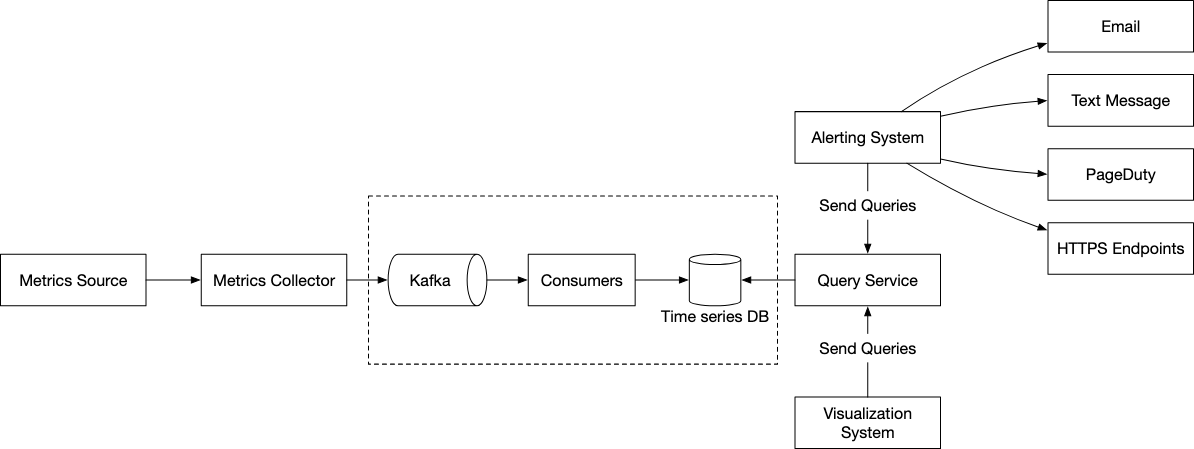 Email
Text Message
Alerting System
PageDuty
Send Queries
HTTPS Endpoints
Metrics Source
Metrics Collector
Kafka
Consumers
Query Service
Time series DB
Send Queries
Visualization
System